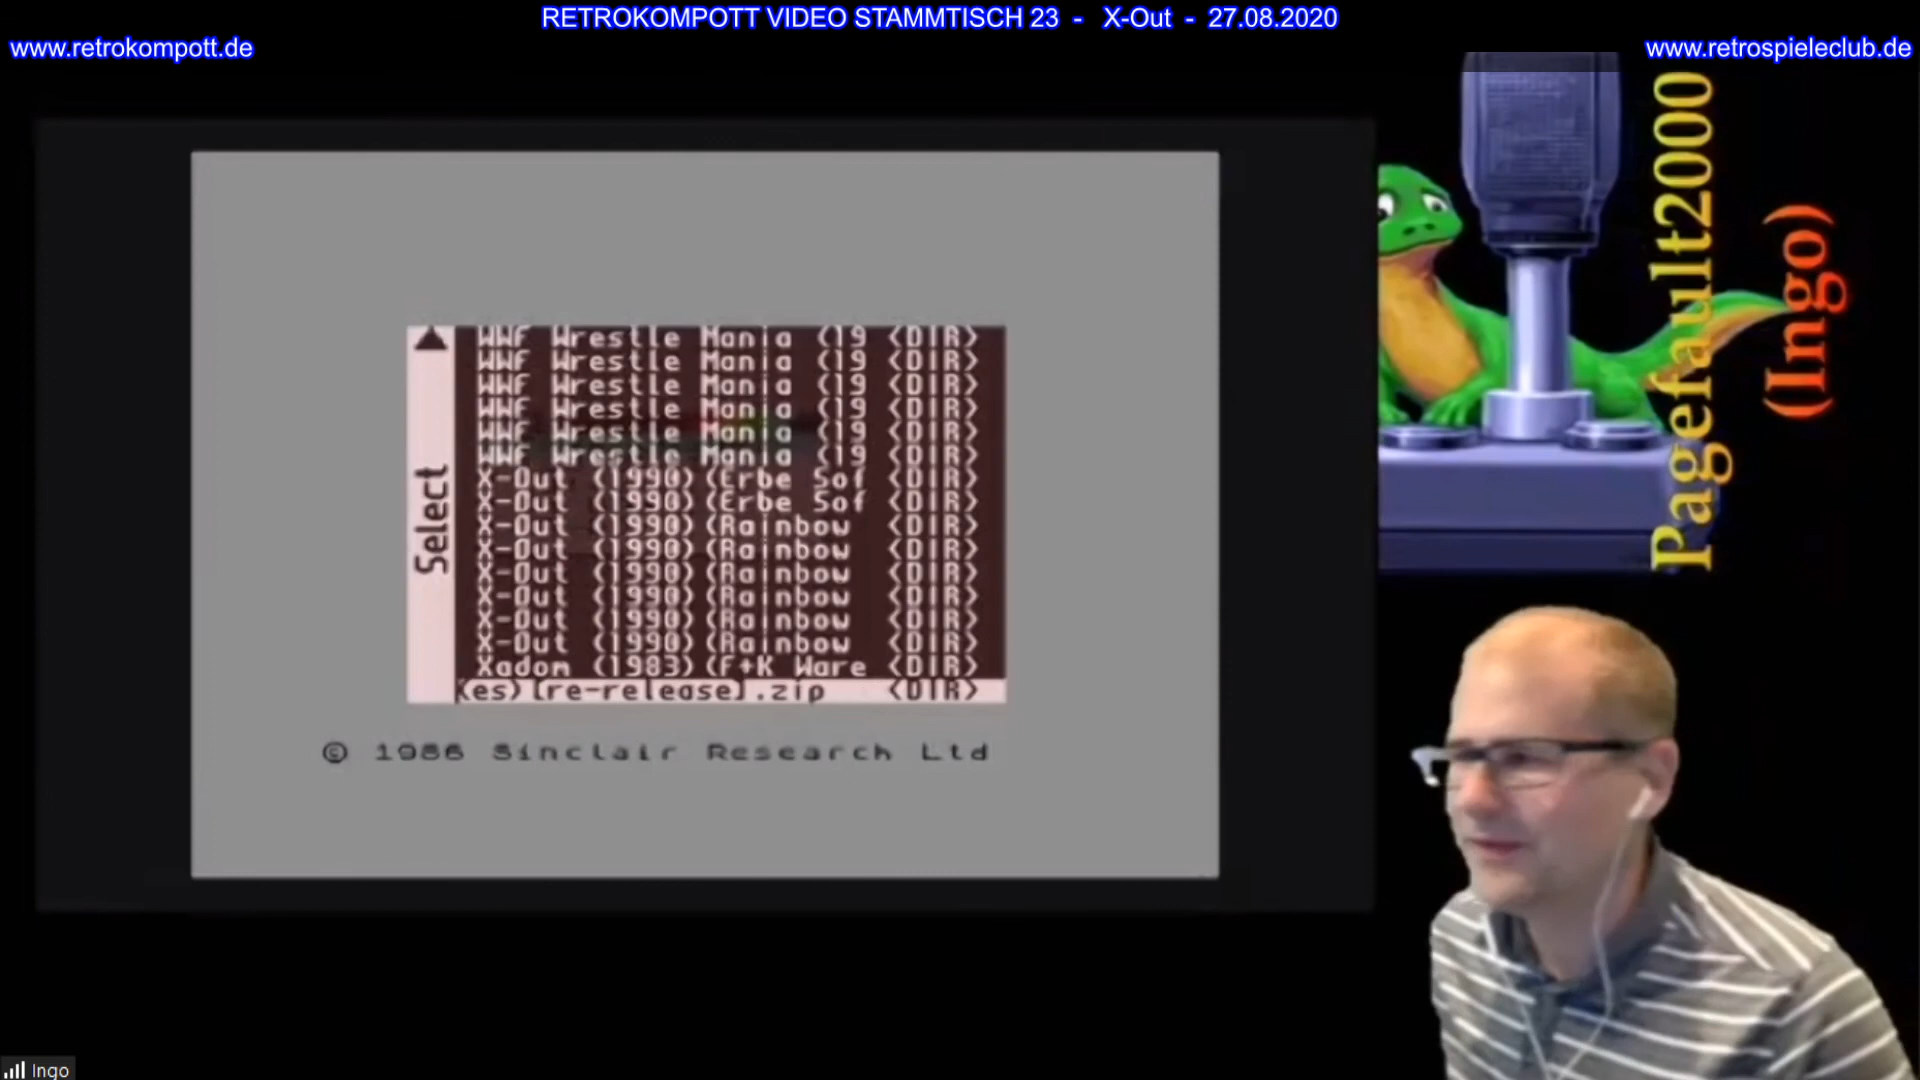 RETROKOMPOTT VIDEO STAMMTISCH 23 - X-Out - 27.08.2020
www.retrokompott.de
www.retrospieleclub.de
Pagefault2000
(Ingo)
Select
WWF Wrestle Mania (19 <DIR>
WWF Wrestle Mania (19 <DIR>
WWF Wrestle Mania (19 <DIR>
WWF Wrestle Mania (19 <DIR>
WWF Wrestle Mania (19 <DIR>
WWF Wrestle Mania (19 <DIR>
X-Out (1990)(Erbe Sof <DIR>
X-Out (1990)(Erbe Sof <DIR>
X-Out (1990)(Rainbow <DIR>
X-Out (1990)(Rainbow <DIR>
X-Out (1990)(Rainbow <DIR>
X-Out (1990)(Rainbow <DIR>
X-Out (1990)(Rainbow <DIR>
X-Out (1990)(Rainbow <DIR>
Xadom (1983)(F+K Ware <DIR>
kes)[re-release].zip <DIR>
© 1986 Sinclair Research Ltd
Ingo